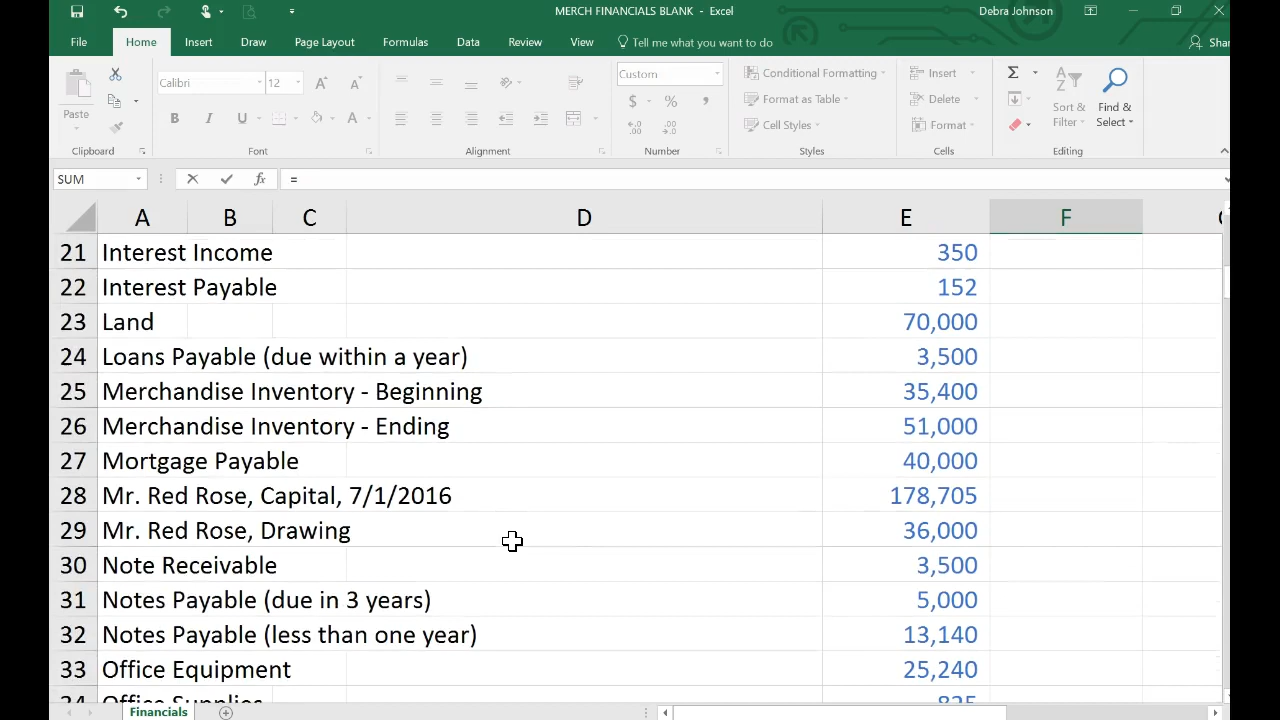 MERCH FINANCIALS BLANK - Excel
Debra Johnson
File Home Insert Draw Page Layout Formulas Data Review View Tell me what you want to do
Calibri 12
Custom
Conditional Formatting
Insert
Paste
Format as Table
Delete
Sort & Filter
Find & Select
B I U A
$ %
Cell Styles
Format
Clipboard Font Alignment Number Styles Cells Editing
SUM fx =
A B C D E F
21 Interest Income 350
22 Interest Payable 152
23 Land 70,000
24 Loans Payable (due within a year) 3,500
25 Merchandise Inventory - Beginning 35,400
26 Merchandise Inventory - Ending 51,000
27 Mortgage Payable 40,000
28 Mr. Red Rose, Capital, 7/1/2016 178,705
29 Mr. Red Rose, Drawing 36,000
30 Note Receivable 3,500
31 Notes Payable (due in 3 years) 5,000
32 Notes Payable (less than one year) 13,140
33 Office Equipment 25,240
Financials